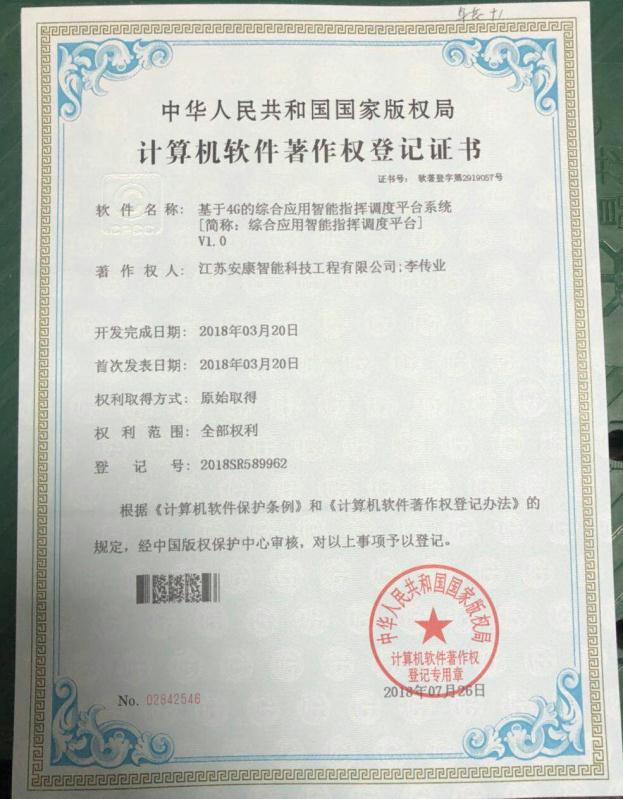 中华人民共和国国家版权局
计算机软件著作权登记证书
证书号： 软著登字第2919057号
软件名称： 基于4G的综合应用智能指挥调度平台系统
[简称：综合应用智能指挥调度平台]
V1.0
著作权人： 江苏安康智能科技工程有限公司;李传业
开发完成日期： 2018年03月20日
首次发表日期： 2018年03月20日
权利取得方式： 原始取得
权利范围： 全部权利
登记号： 2018SR589962
根据《计算机软件保护条例》和《计算机软件著作权登记办法》的
规定，经中国版权保护中心审核，对以上事项予以登记。
中华人民共和国国家版权局
计算机软件著作权
登记专用章
2018年07月26日
No. 02842546